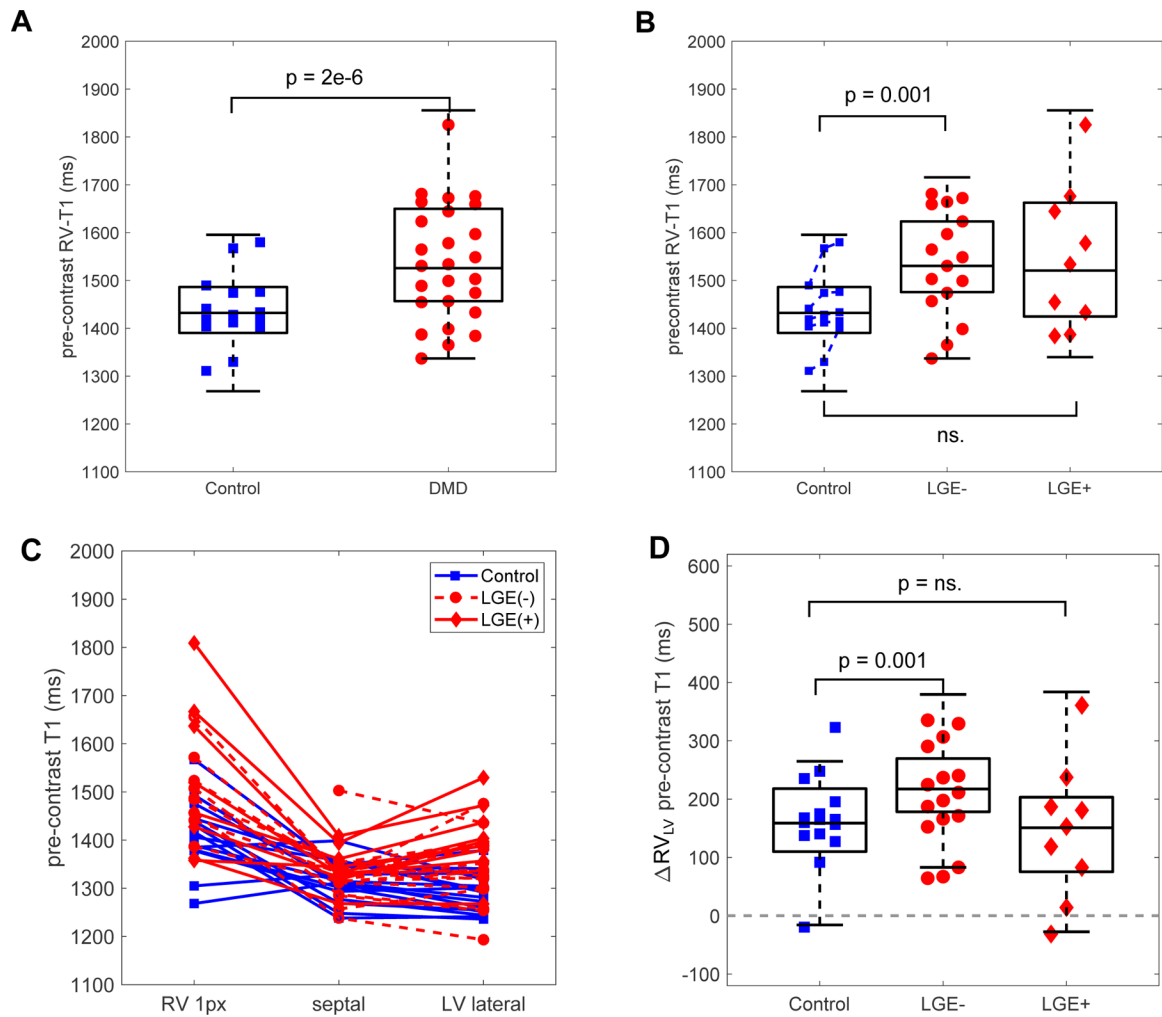 A
pre-contrast RV-T1 (ms)
2000
1900
1800
1700
1600
1500
1400
1300
1200
1100
p = 2e-6
Control
DMD
B
precontrast RV-T1 (ms)
2000
1900
1800
1700
1600
1500
1400
1300
1200
1100
p = 0.001
ns.
Control
LGE-
LGE+
C
pre-contrast T1 (ms)
2000
1900
1800
1700
1600
1500
1400
1300
1200
1100
Control
LGE(-)
LGE(+)
RV 1px
septal
LV lateral
D
ΔRV_LV pre-contrast T1 (ms)
600
500
400
300
200
100
0
-100
p = ns.
p = 0.001
Control
LGE-
LGE+